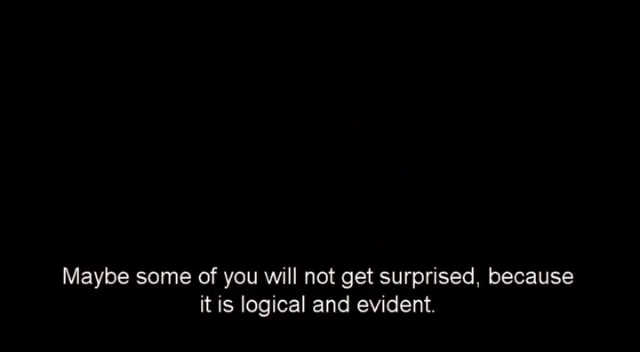 Maybe some of you will not get surprised, because
it is logical and evident.